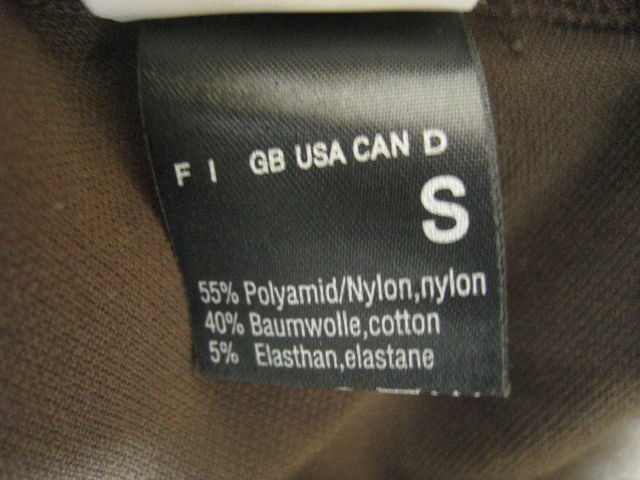 F I GB USA CAN D
S
55% Polyamid/Nylon,nylon
40% Baumwolle,cotton
5% Elasthan,elastane